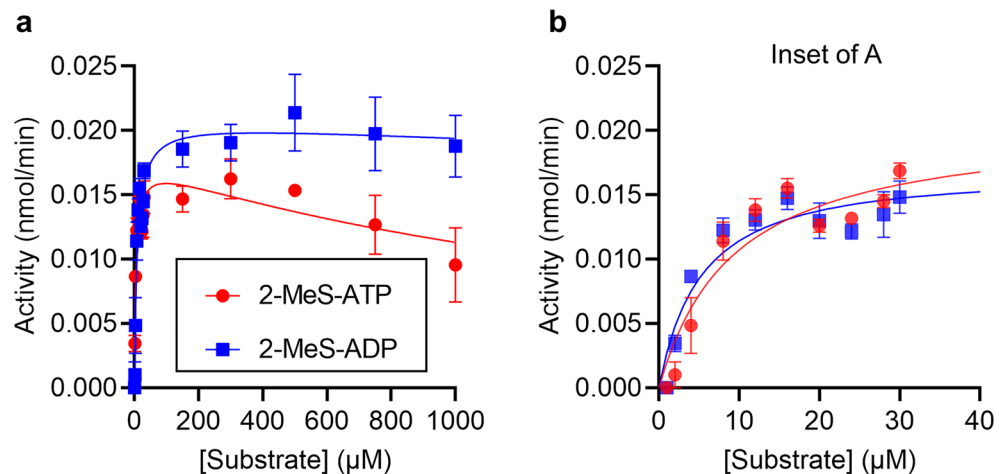 a
Activity (nmol/min)
0.025
0.020
0.015
0.010
0.005
0.000
2-MeS-ATP
2-MeS-ADP
0 200 400 600 800 1000
[Substrate] (µM)
b
Inset of A
Activity (nmol/min)
0.025
0.020
0.015
0.010
0.005
0.000
0 10 20 30 40
[Substrate] (µM)